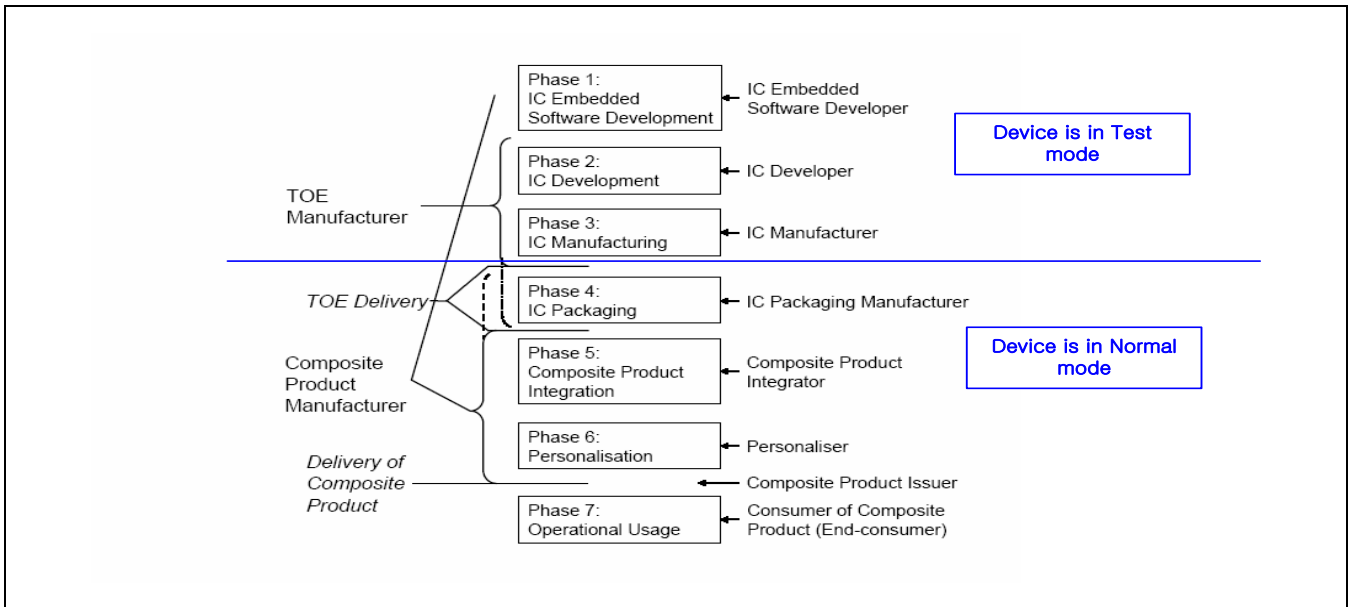 Phase 1:
IC Embedded
Software Development
IC Embedded
Software Developer
Device is in Test
mode
Phase 2:
IC Development
IC Developer
TOE
Manufacturer
Phase 3:
IC Manufacturing
IC Manufacturer
TOE Delivery
Phase 4:
IC Packaging
IC Packaging Manufacturer
Device is in Normal
mode
Composite
Product
Manufacturer
Phase 5:
Composite Product
Integration
Composite Product
Integrator
Phase 6:
Personalisation
Personaliser
Delivery of
Composite
Product
Composite Product Issuer
Phase 7:
Operational Usage
Consumer of Composite
Product (End-consumer)